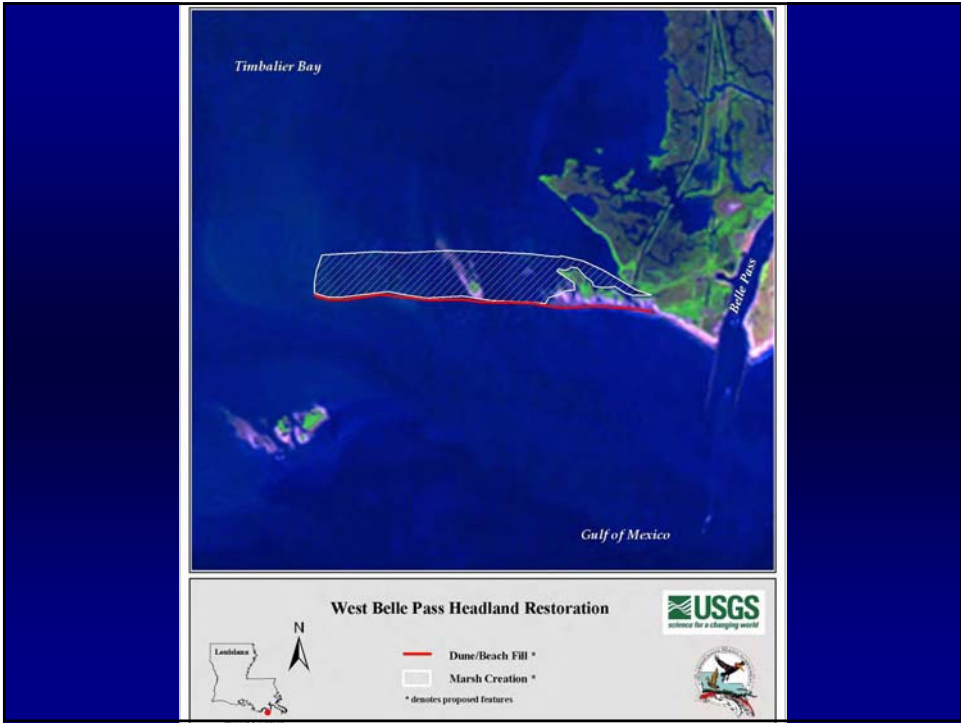 Timbalier Bay
Belle Pass
Gulf of Mexico
West Belle Pass Headland Restoration
USGS
science for a changing world
N
Louisiana
Dune/Beach Fill *
Marsh Creation *
* denotes proposed features